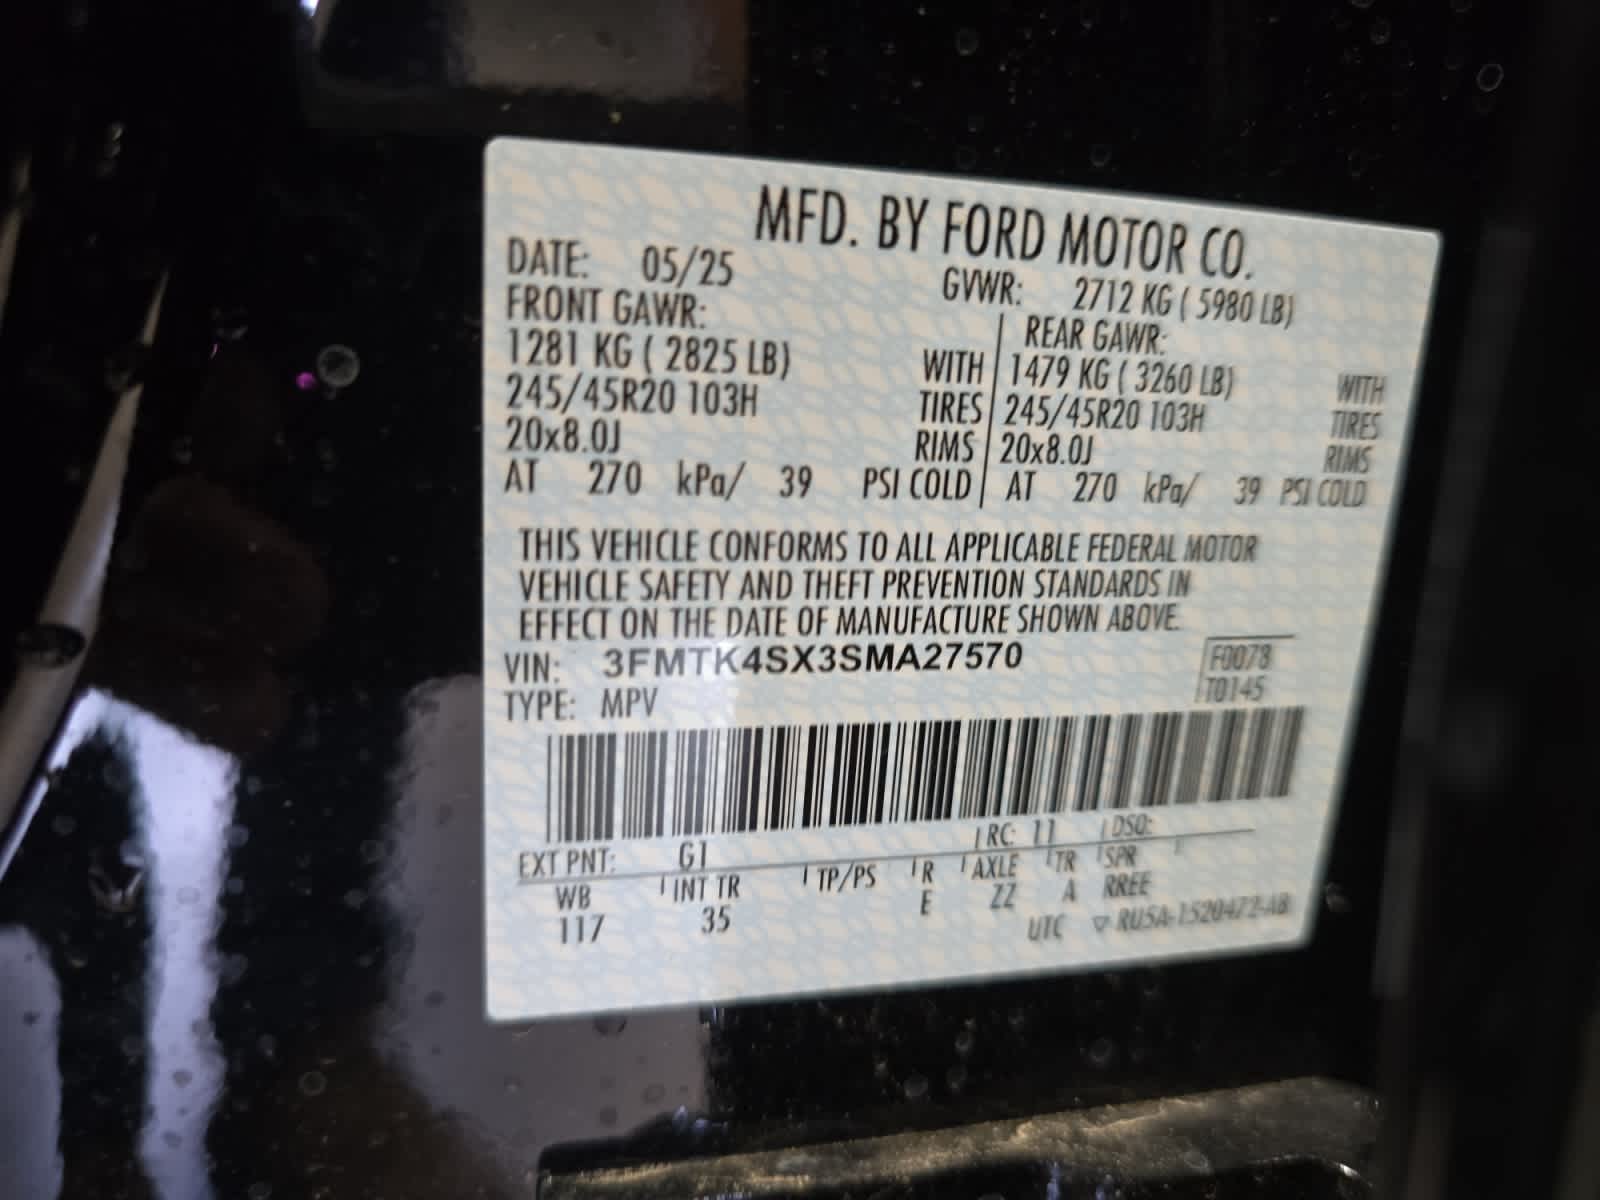 MFD. BY FORD MOTOR CO.
DATE: 05/25 GVWR: 2712 KG ( 5980 LB)
FRONT GAWR: REAR GAWR:
1281 KG ( 2825 LB) WITH 1479 KG ( 3260 LB) WITH
245/45R20 103H TIRES 245/45R20 103H TIRES
20x8.0J RIMS 20x8.0J RIMS
AT 270 kPa/ 39 PSI COLD AT 270 kPa/ 39 PSI COLD
THIS VEHICLE CONFORMS TO ALL APPLICABLE FEDERAL MOTOR
VEHICLE SAFETY AND THEFT PREVENTION STANDARDS IN
EFFECT ON THE DATE OF MANUFACTURE SHOWN ABOVE.
VIN: 3FMTK4SX3SMA27570 F0078
TYPE: MPV T0145
EXT PNT: G1 RC: 11 DSO:
WB INT TR TP/PS R AXLE TR SPR
117 35 E ZZ A RREE
UTC ▽ RU5A-1520472-AB